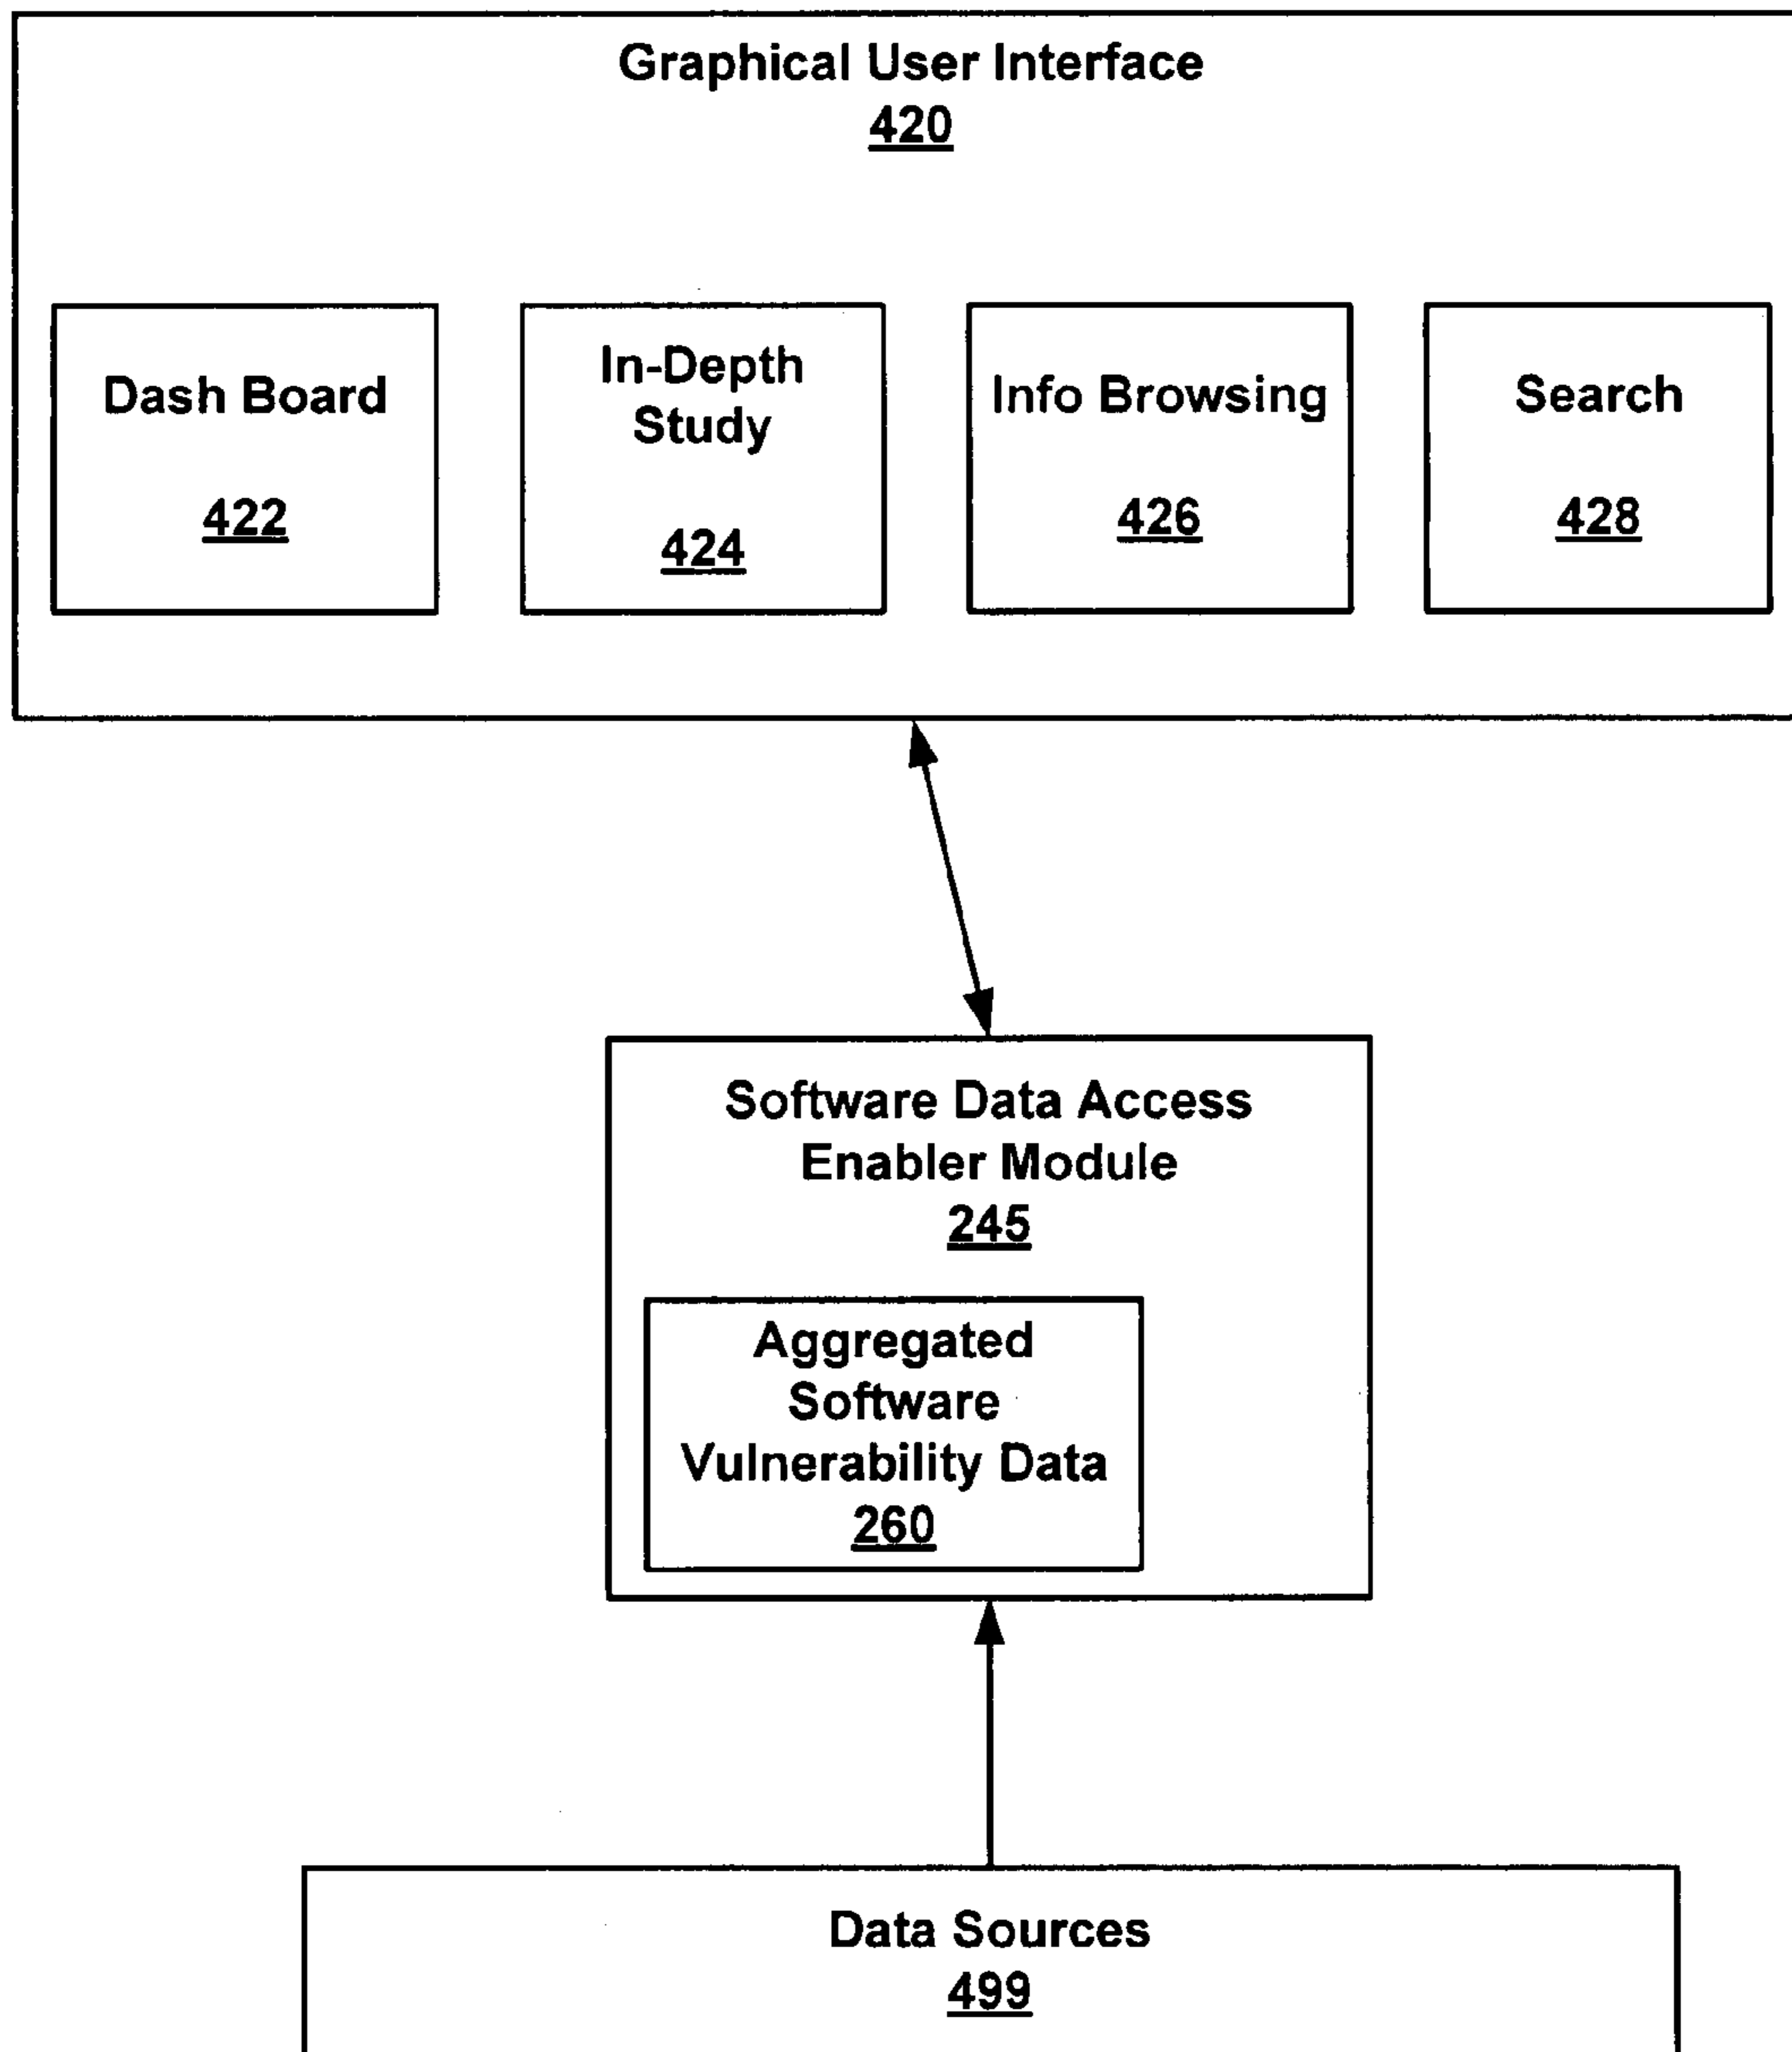 Graphical User Interface
420
Dash Board
422
In-Depth
Study
424
Info Browsing
426
Search
428
Software Data Access
Enabler Module
245
Aggregated
Software
Vulnerability Data
260
Data Sources
499